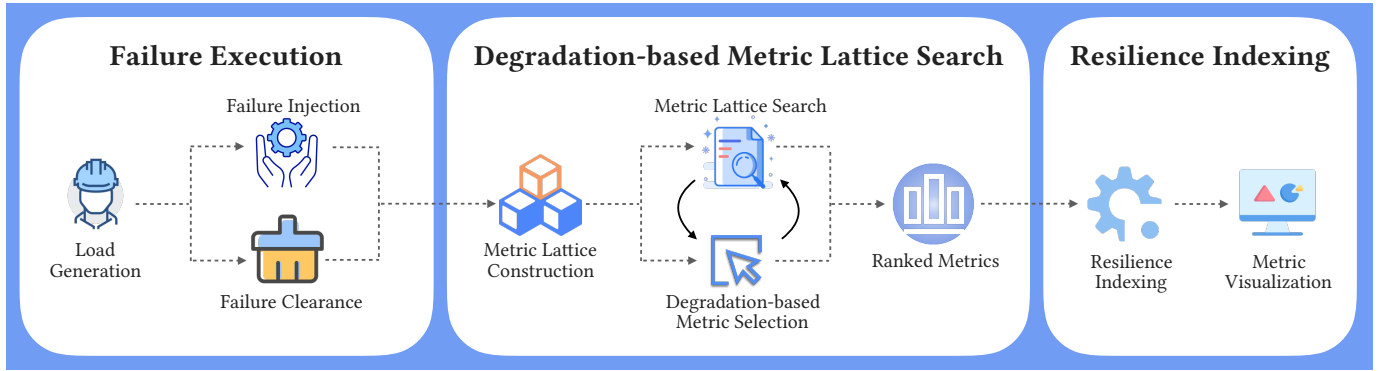 Failure Execution
Failure Injection
Load
Generation
Failure Clearance
Degradation-based Metric Lattice Search
Metric Lattice Search
Metric Lattice
Construction
Degradation-based
Metric Selection
Ranked Metrics
Resilience Indexing
Resilience
Indexing
Metric
Visualization